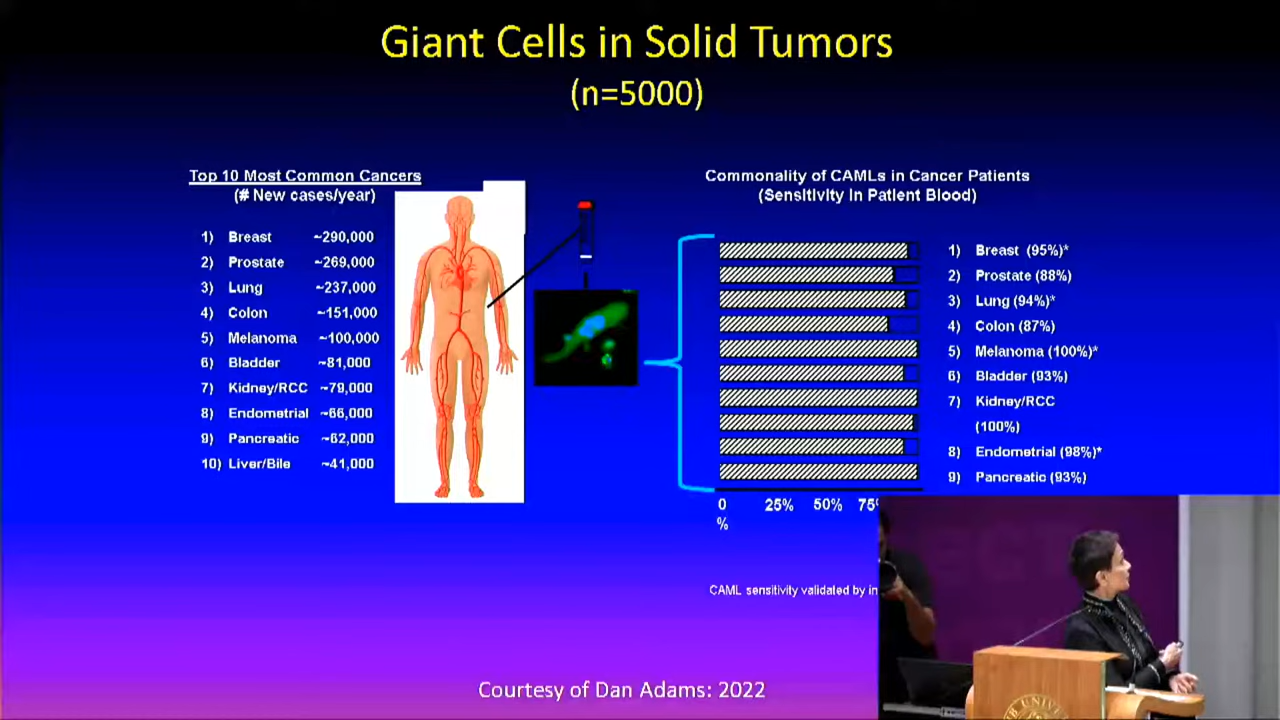 Giant Cells in Solid Tumors
(n=5000)
Top 10 Most Common Cancers
(# New cases/year)
1) Breast ~290,000
2) Prostate ~269,000
3) Lung ~237,000
4) Colon ~151,000
5) Melanoma ~100,000
6) Bladder ~81,000
7) Kidney/RCC ~79,000
8) Endometrial ~66,000
9) Pancreatic ~62,000
10) Liver/Bile ~41,000
Commonality of CAMLs in Cancer Patients
(Sensitivity in Patient Blood)
1) Breast (95%)*
2) Prostate (88%)
3) Lung (94%)*
4) Colon (87%)
5) Melanoma (100%)*
6) Bladder (93%)
7) Kidney/RCC
(100%)
8) Endometrial (98%)*
9) Pancreatic (93%)
0 25% 50% 75%
%
CAML sensitivity validated by
Courtesy of Dan Adams: 2022